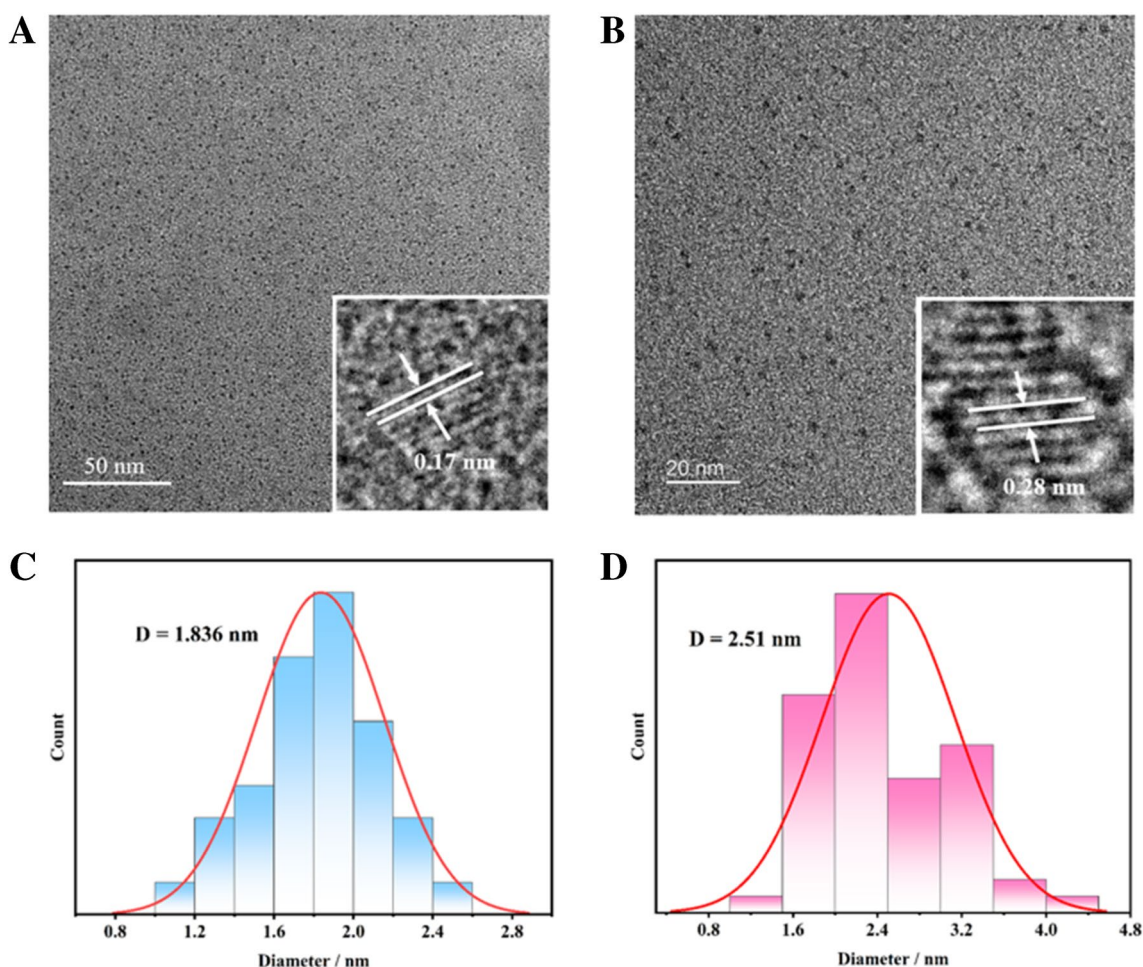 A
B
50 nm
0.17 nm
20 nm
0.28 nm
C
D
D = 1.836 nm
Count
0.8 1.2 1.6 2.0 2.4 2.8
Diameter / nm
D = 2.51 nm
Count
0.8 1.6 2.4 3.2 4.0 4.8
Diameter / nm